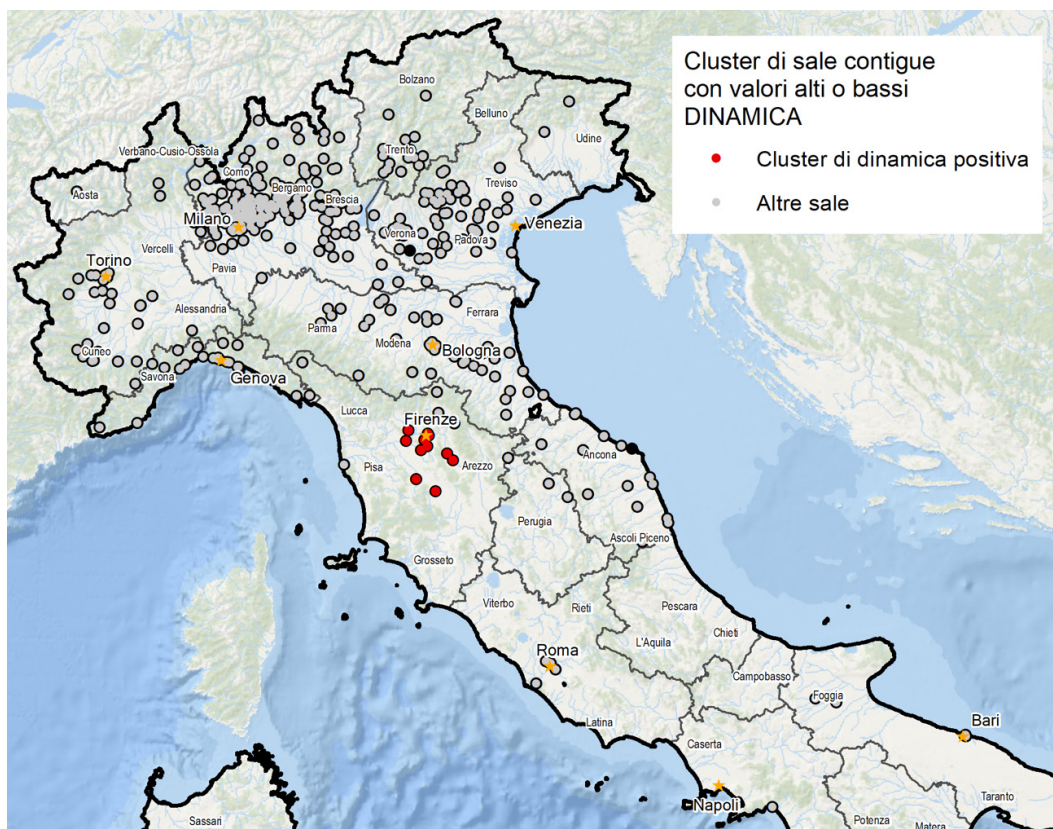 Cluster di sale contigue
con valori alti o bassi
DINAMICA
Cluster di dinamica positiva
Altre sale
Bolzano
Belluno
Udine
Verbano-Cusio-Ossola
Trento
Como
Treviso
Aosta
Bergamo
Brescia
Milano
Venezia
Verona
Padova
Vercelli
Torino
Pavia
Alessandria
Ferrara
Parma
Modena
Bologna
Cuneo
Genova
Savona
Lucca
Firenze
Ancona
Pisa
Arezzo
Perugia
Ascoli Piceno
Grosseto
Viterbo
Rieti
Pescara
L'Aquila
Chieti
Roma
Campobasso
Foggia
Latina
Bari
Caserta
Napoli
Taranto
Sassari
Potenza
Matera